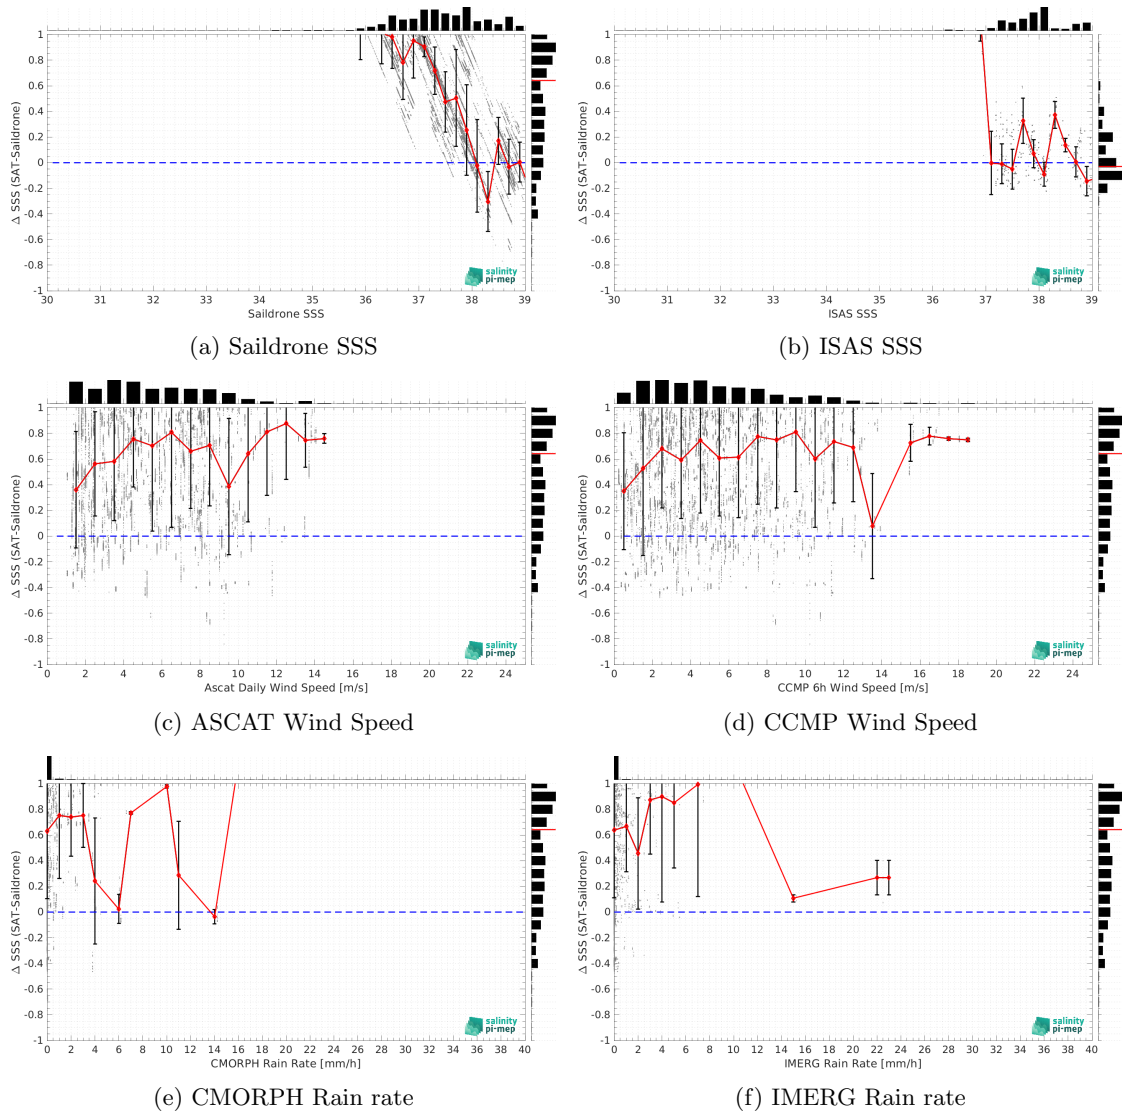 1
0.8
0.6
0.4
0.2
0
-0.2
-0.4
-0.6
-0.8
-1
Δ SSS (SAT-Saildrone)
salinity
pi-mep
30 31 32 33 34 35 36 37 38 39
Saildrone SSS
(a) Saildrone SSS
1
0.8
0.6
0.4
0.2
0
-0.2
-0.4
-0.6
-0.8
-1
Δ SSS (SAT-Saildrone)
salinity
pi-mep
30 31 32 33 34 35 36 37 38 39
ISAS SSS
(b) ISAS SSS
1
0.8
0.6
0.4
0.2
0
-0.2
-0.4
-0.6
-0.8
-1
Δ SSS (SAT-Saildrone)
salinity
pi-mep
0 2 4 6 8 10 12 14 16 18 20 22 24
Ascat Daily Wind Speed [m/s]
(c) ASCAT Wind Speed
1
0.8
0.6
0.4
0.2
0
-0.2
-0.4
-0.6
-0.8
-1
Δ SSS (SAT-Saildrone)
salinity
pi-mep
0 2 4 6 8 10 12 14 16 18 20 22 24
CCMP 6h Wind Speed [m/s]
(d) CCMP Wind Speed
1
0.8
0.6
0.4
0.2
0
-0.2
-0.4
-0.6
-0.8
-1
Δ SSS (SAT-Saildrone)
salinity
pi-mep
0 2 4 6 8 10 12 14 16 18 20 22 24 26 28 30 32 34 36 38 40
CMORPH Rain Rate [mm/h]
(e) CMORPH Rain rate
1
0.8
0.6
0.4
0.2
0
-0.2
-0.4
-0.6
-0.8
-1
Δ SSS (SAT-Saildrone)
salinity
pi-mep
0 2 4 6 8 10 12 14 16 18 20 22 24 26 28 30 32 34 36 38 40
IMERG Rain Rate [mm/h]
(f) IMERG Rain rate